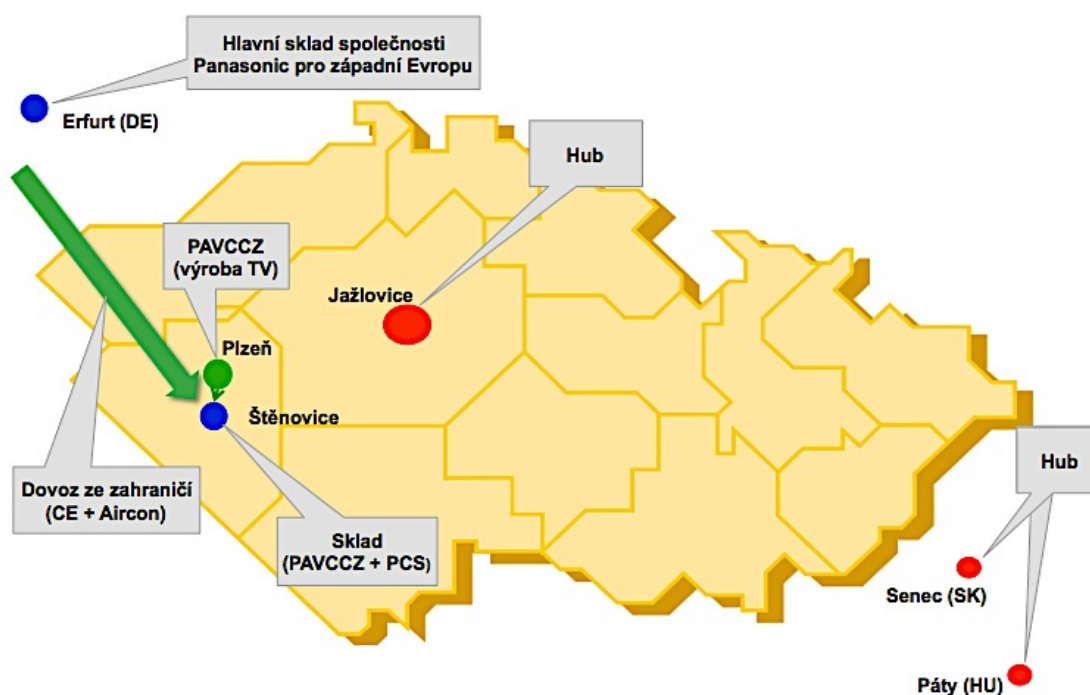 Hlavní sklad společnosti
Panasonic pro západní Evropu
Erfurt (DE)
Hub
PAVCCZ
(výroba TV)
Jažlovice
Plzeň
Štěnovice
Hub
Dovoz ze zahraničí
(CE + Aircon)
Sklad
(PAVCCZ + PCS)
Senec (SK)
Páty (HU)